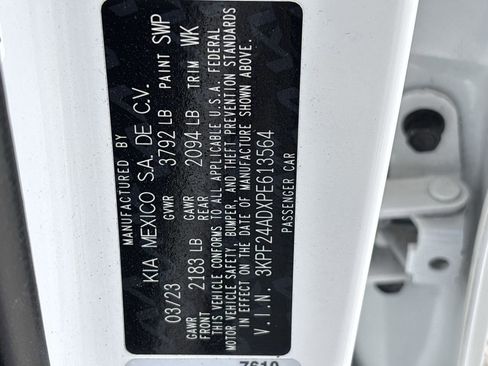 MANUFACTURED BY
KIA MEXICO S.A. DE C.V.
03/23 GVWR 3792 LB PAINT SWP
GAWR FRONT 2183 LB GAWR REAR 2094 LB TRIM WK
THIS VEHICLE CONFORMS TO ALL APPLICABLE U.S.A. FEDERAL
MOTOR VEHICLE SAFETY, BUMPER, AND THEFT PREVENTION STANDARDS
IN EFFECT ON THE DATE OF MANUFACTURE SHOWN ABOVE.
V.I.N. 3KPF24ADXPE613564
PASSENGER CAR